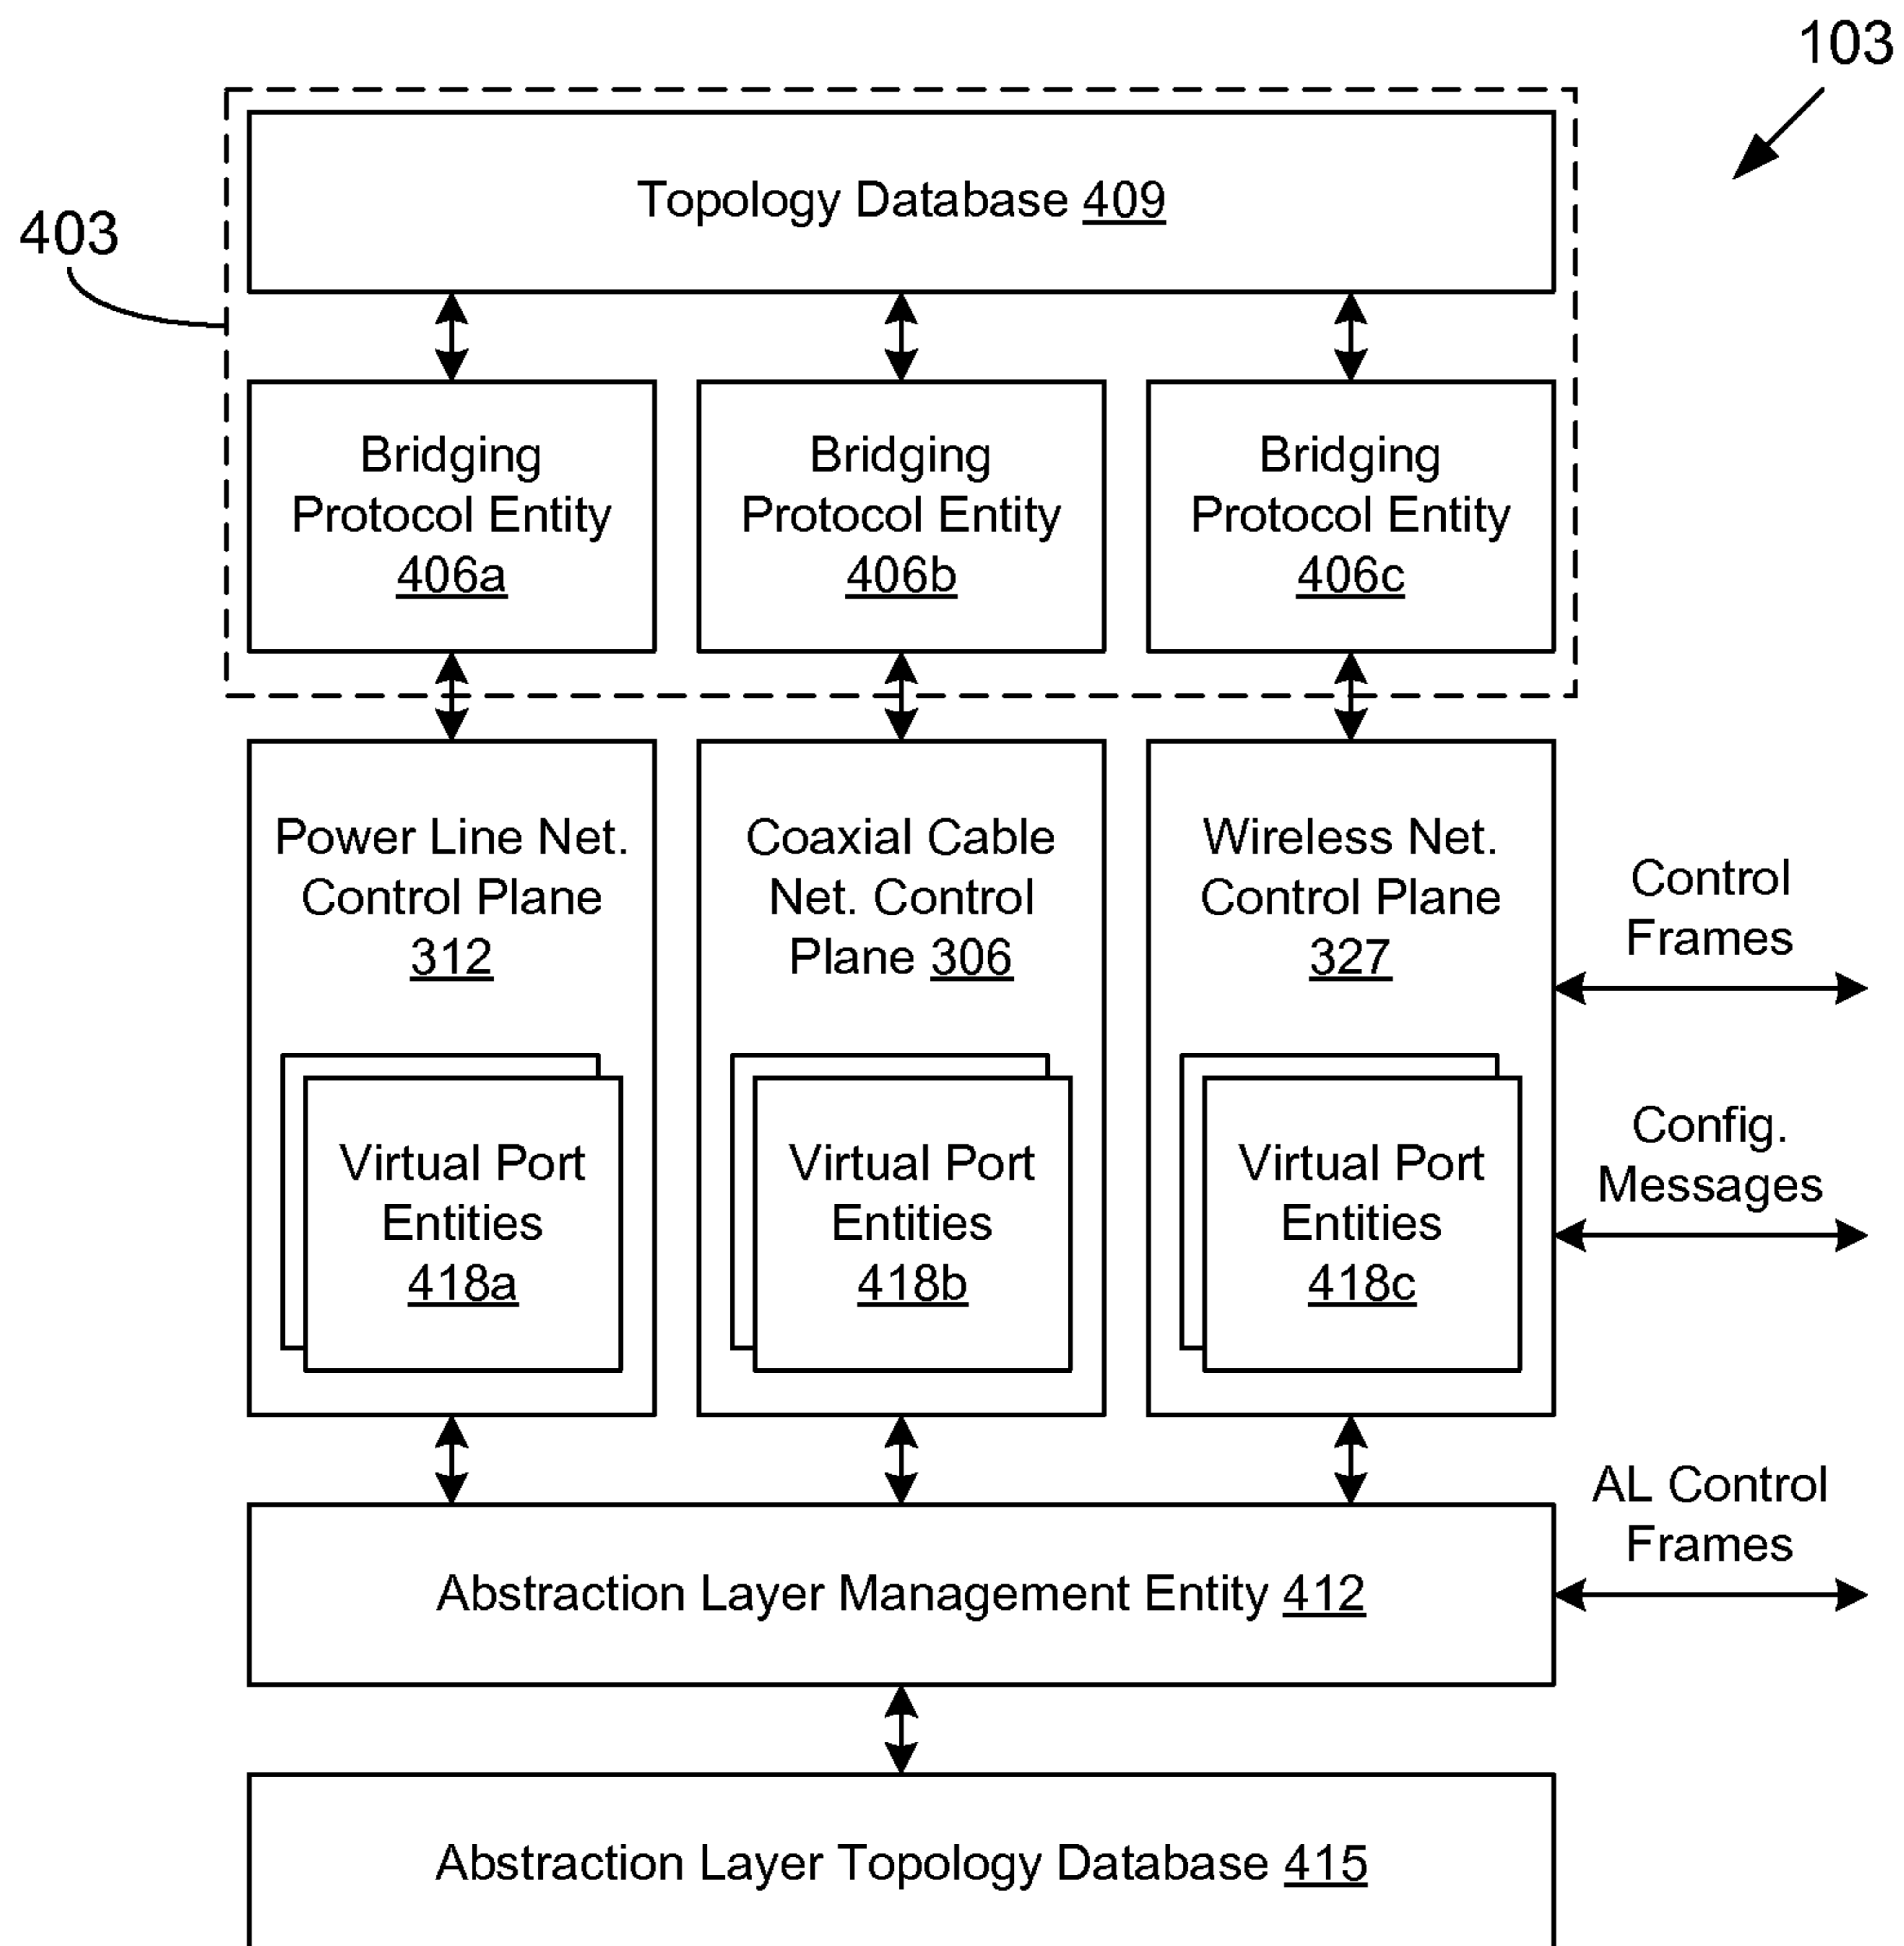 103
403
Topology Database 409
Bridging
Protocol Entity
406a
Bridging
Protocol Entity
406b
Bridging
Protocol Entity
406c
Power Line Net.
Control Plane
312
Coaxial Cable
Net. Control
Plane 306
Wireless Net.
Control Plane
327
Control
Frames
Virtual Port
Entities
418a
Virtual Port
Entities
418b
Virtual Port
Entities
418c
Config.
Messages
Abstraction Layer Management Entity 412
AL Control
Frames
Abstraction Layer Topology Database 415